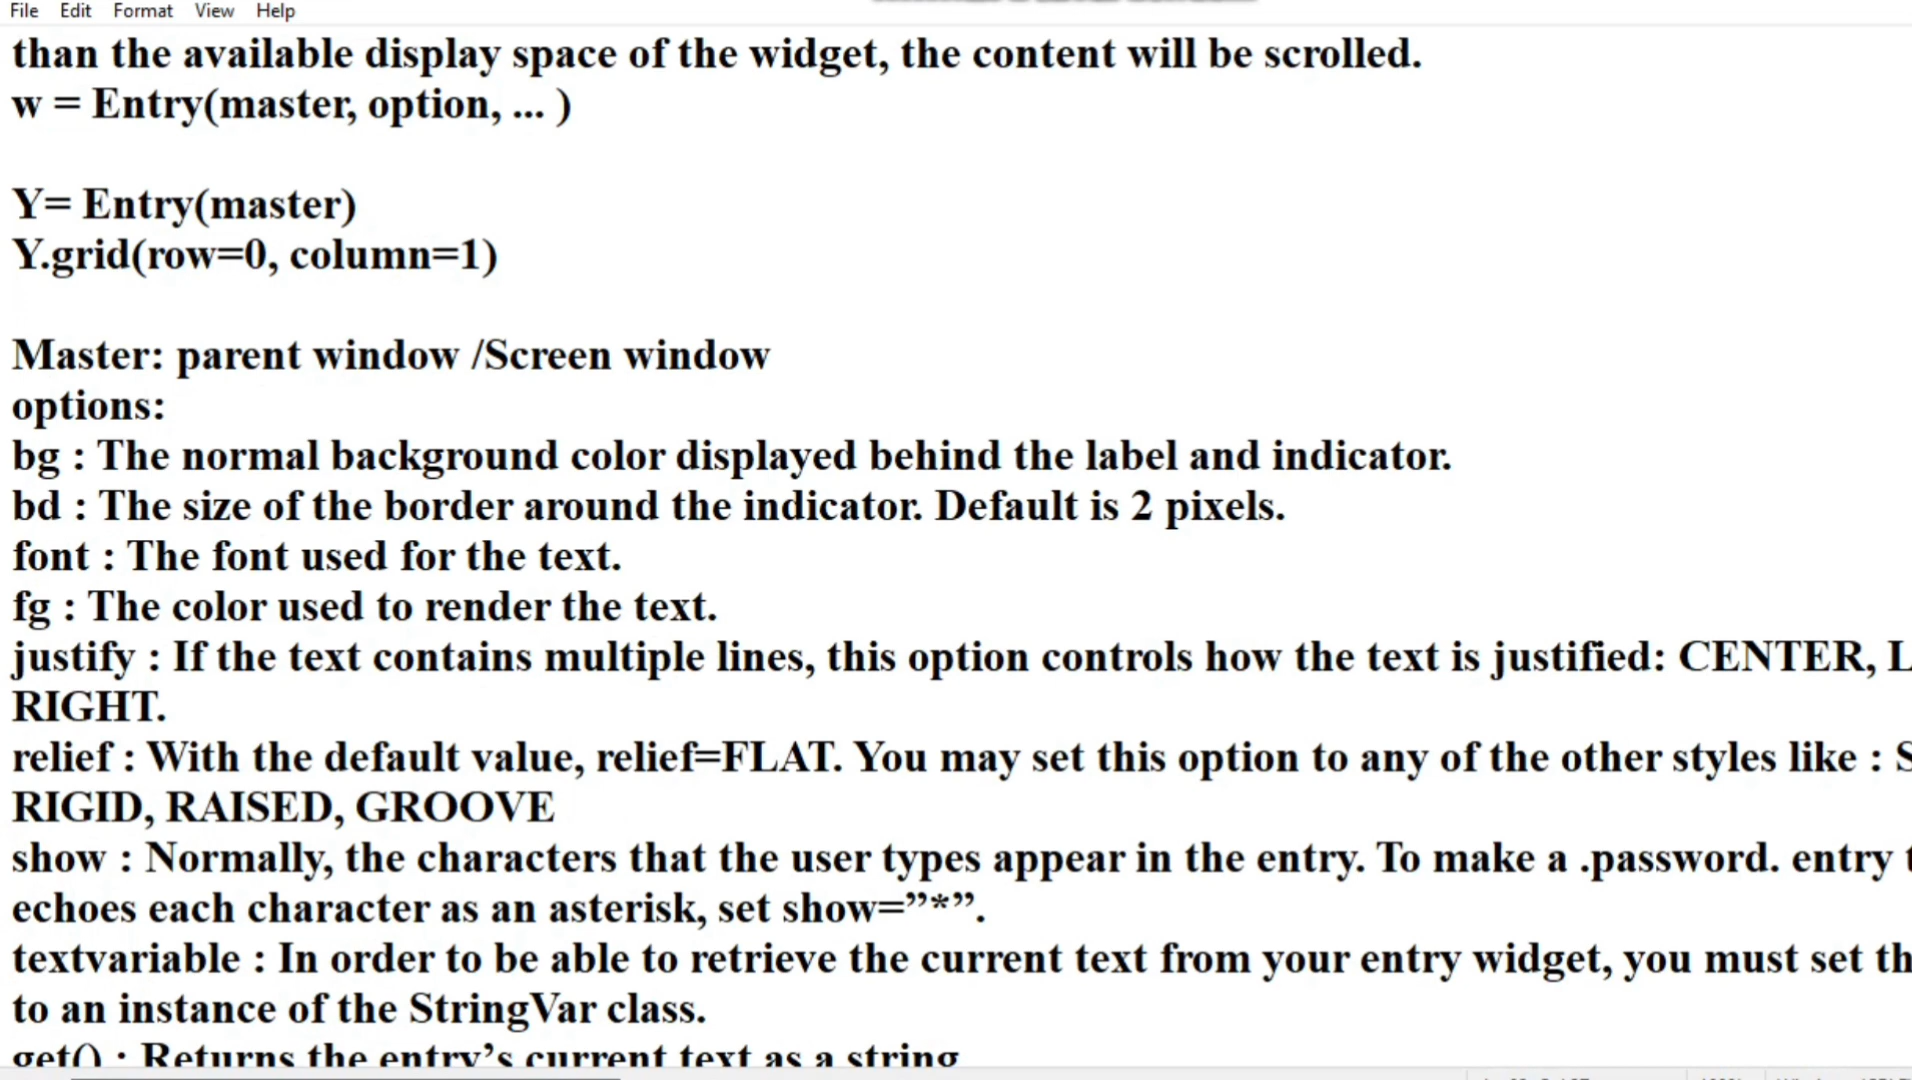 File Edit Format View Help
than the available display space of the widget, the content will be scrolled.
w = Entry(master, option, ... )
Y= Entry(master)
Y.grid(row=0, column=1)
Master: parent window /Screen window
options:
bg : The normal background color displayed behind the label and indicator.
bd : The size of the border around the indicator. Default is 2 pixels.
font : The font used for the text.
fg : The color used to render the text.
justify : If the text contains multiple lines, this option controls how the text is justified: CENTER,
RIGHT.
relief : With the default value, relief=FLAT. You may set this option to any of the other styles like :
RIGID, RAISED, GROOVE
show : Normally, the characters that the user types appear in the entry. To make a .password. entry
echoes each character as an asterisk, set show=”*”.
textvariable : In order to be able to retrieve the current text from your entry widget, you must set
to an instance of the StringVar class.
get() : Returns the entry’s current text as a string